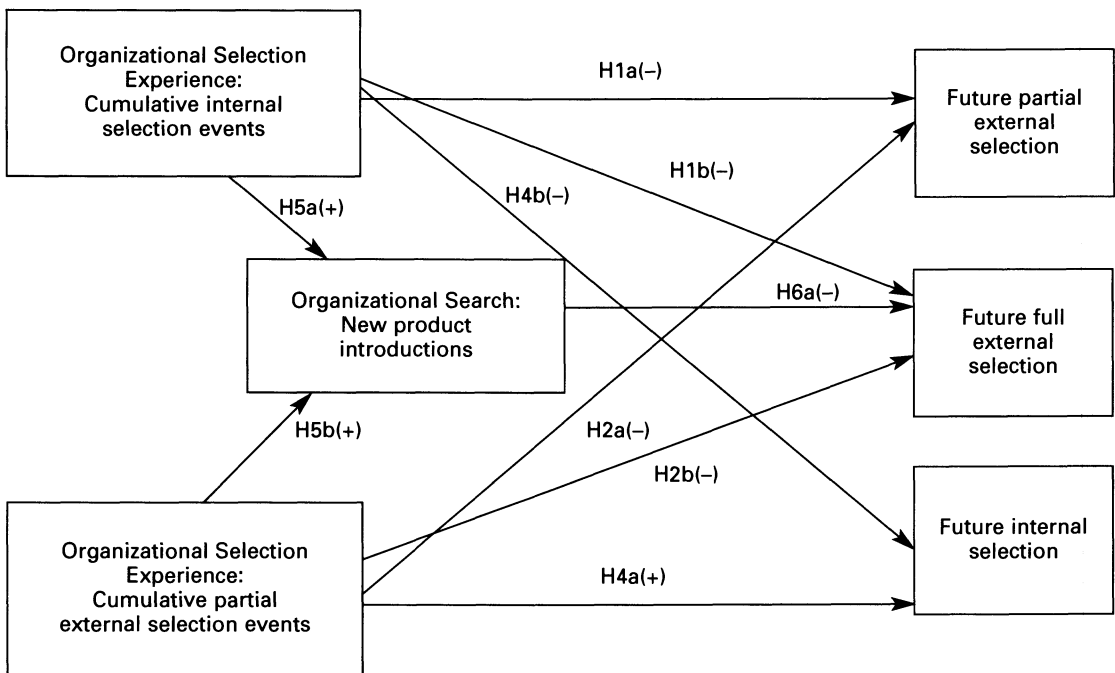 Organizational Selection
Experience:
Cumulative internal
selection events
H1a(–)
Future partial
external
selection
H1b(–)
H4b(–)
H5a(+)
Organizational Search:
New product
introductions
H6a(–)
Future full
external
selection
H5b(+)
H2a(–)
H2b(–)
Organizational Selection
Experience:
Cumulative partial
external selection events
H4a(+)
Future internal
selection